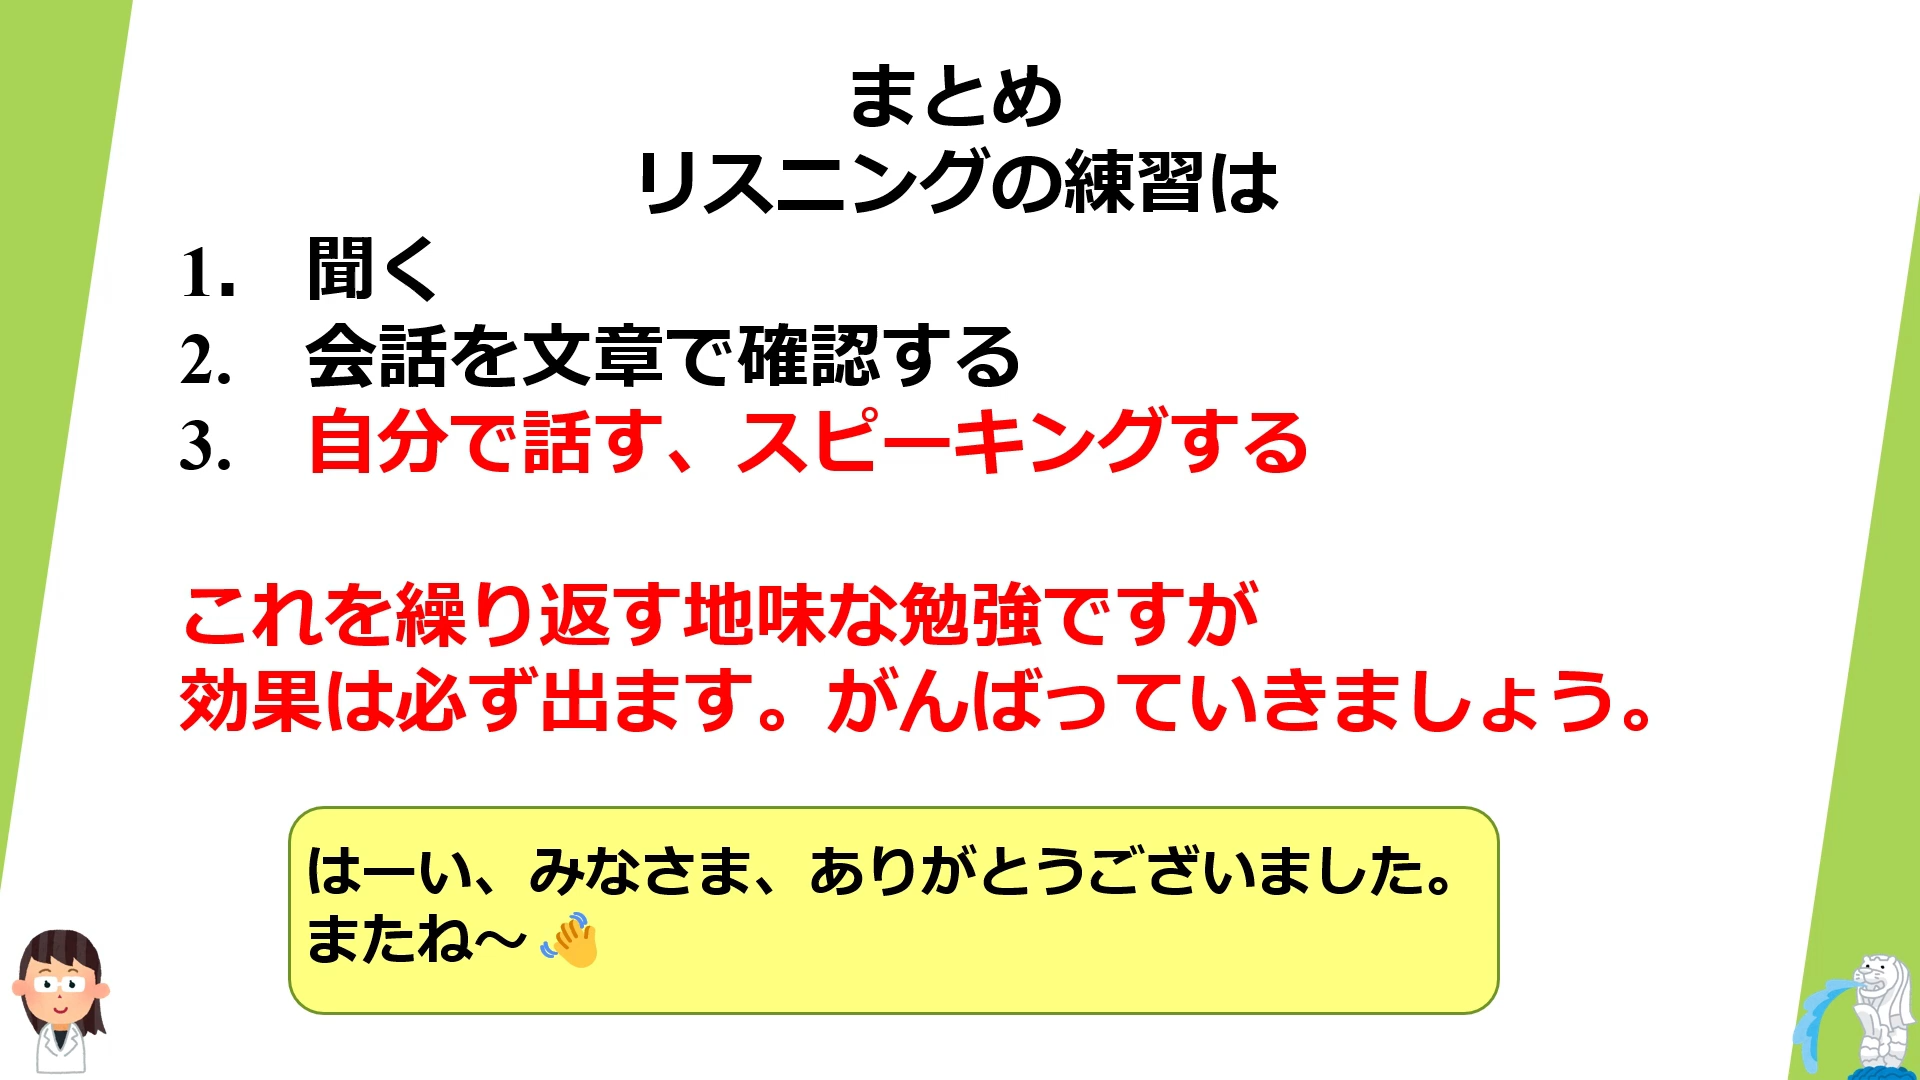 まとめ
リスニングの練習は
1. 聞く
2. 会話を文章で確認する
3. 自分で話す、スピーキングする
これを繰り返す地味な勉強ですが
効果は必ず出ます。がんばっていきましょう。
はーい、みなさま、ありがとうございました。
またね～👋